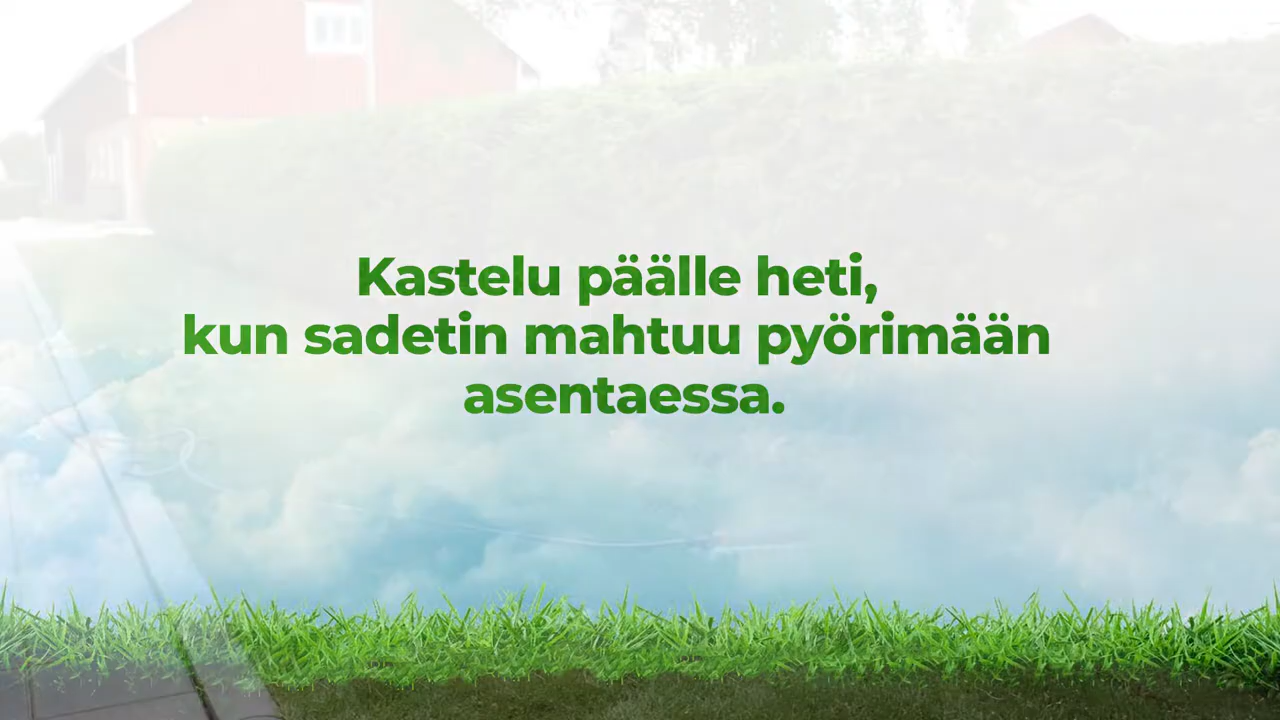 Kastelu päälle heti,
kun sadetin mahtuu pyörimään
asentaessa.